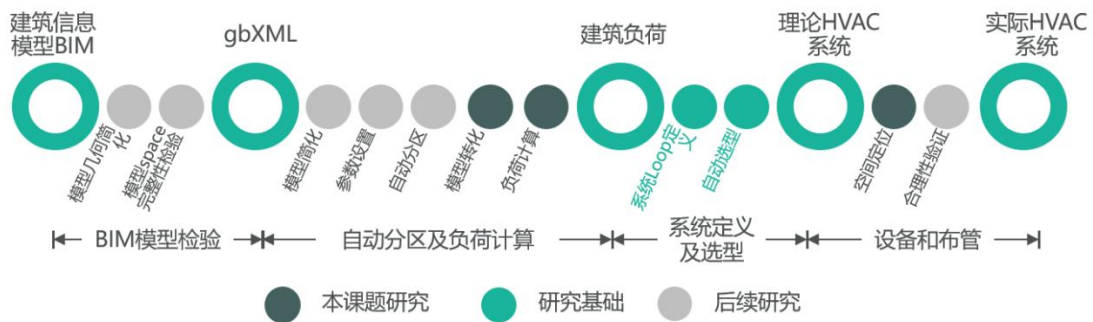 建筑信息
模型BIM
gbXML
建筑负荷
理论HVAC
系统
实际HVAC
系统
模型几何简
化
模型space
完整性检验
模型简化
参数设置
自动分区
模型转化
负荷计算
系统Loop定
义
自动选型
空间定位
合理性验证
BIM模型检验
自动分区及负荷计算
系统定义
及选型
设备和布管
本课题研究
研究基础
后续研究